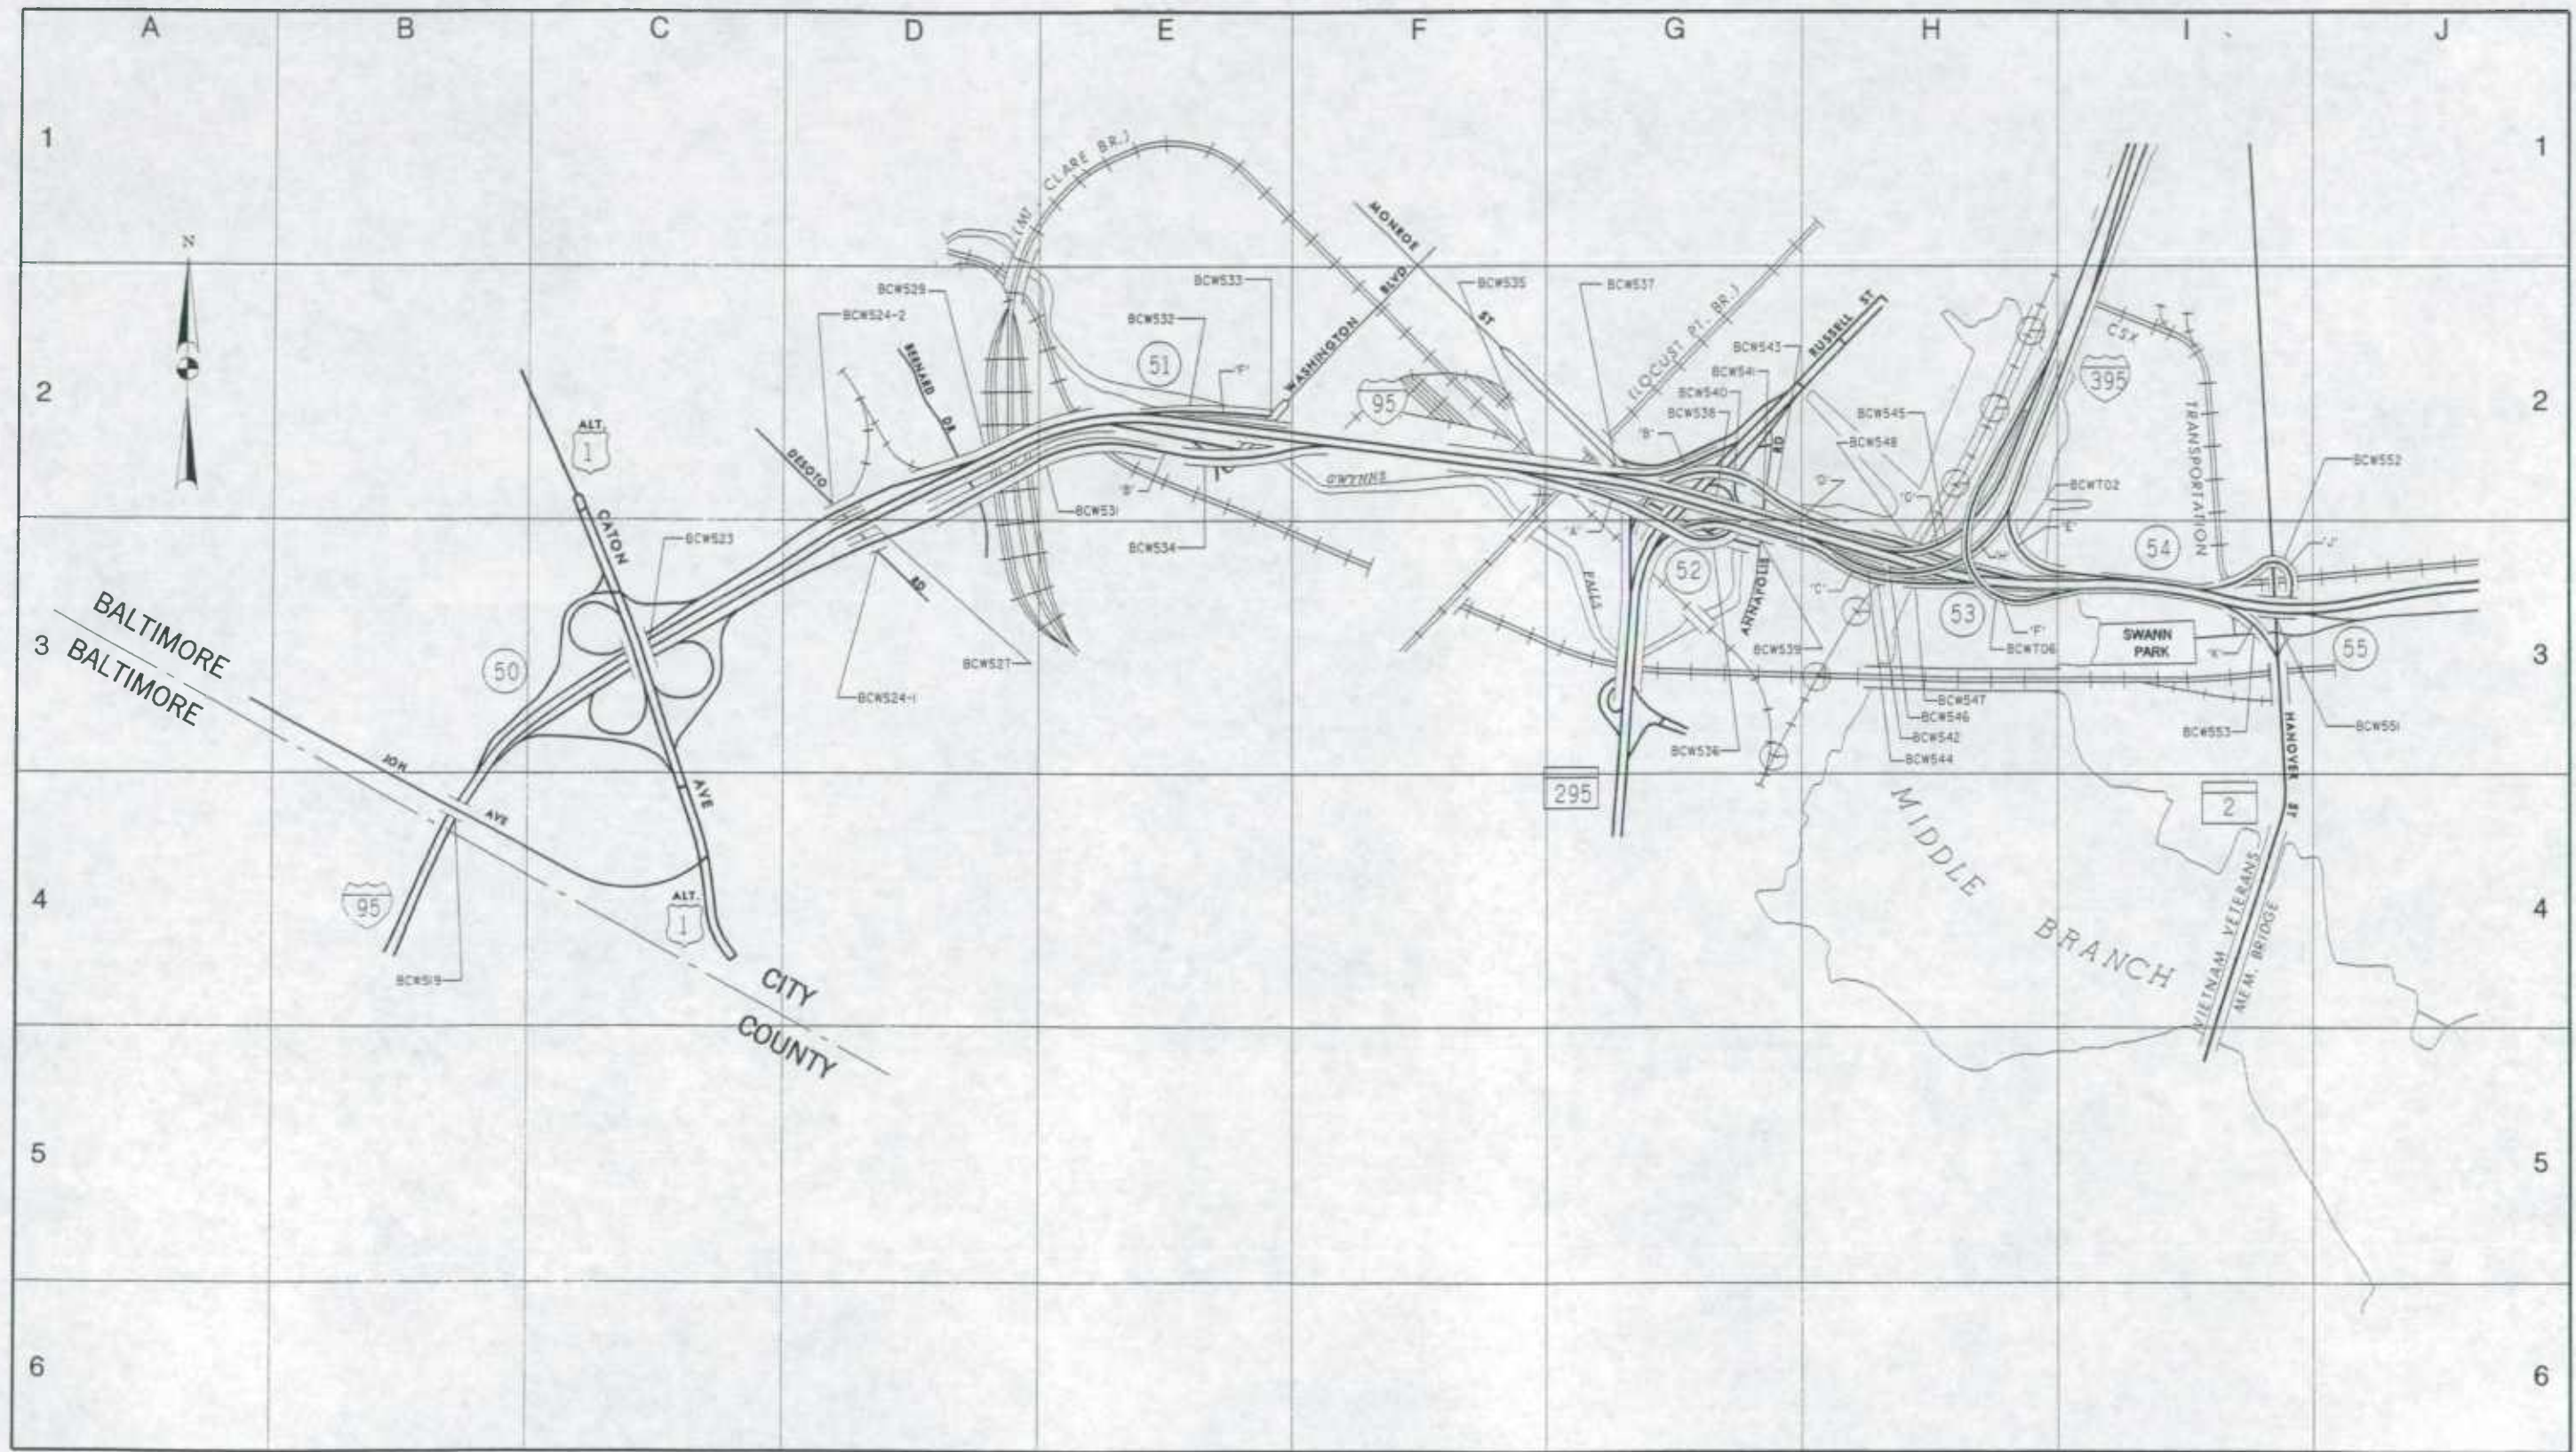 A B C D E F G H I J
1
1
2
2
3
3
4
4
5
5
6
6
N
(MT. CLARE BR.)
MONROE
ST
BCW533
BCW535
BCW537
BCW529
BCW524-2
BCW532
51
'F'
WASHINGTON BLVD
95
(LOCUST PT. BR.)
RUSSELL ST
BCW543
BCW541
BCW540
BCW538
'B'
RD
BCW545
BCW548
CSX
TRANSPORTATION
395
BERNARD DR
DESOTO
RD
ALT.
1
CATON
AVE
BCW523
'B'
GWYNNS
FALLS
BCW531
BCW534
'A'
'D'
'G'
BCWT02
'E'
'H'
BCW552
'J'
54
52
ANNAPOLIS
'C'
53
'F'
BCWT06
SWANN
PARK
'K'
55
BCW539
BCW527
BCW524-1
50
BALTIMORE
BALTIMORE
JOH
AVE
BCW536
BCW547
BCW546
BCW542
BCW544
BCW553
BCW551
HANOVER ST
295
2
MIDDLE
BRANCH
VIETNAM VETERANS
MEM. BRIDGE
95
ALT.
1
BCW519
CITY
COUNTY